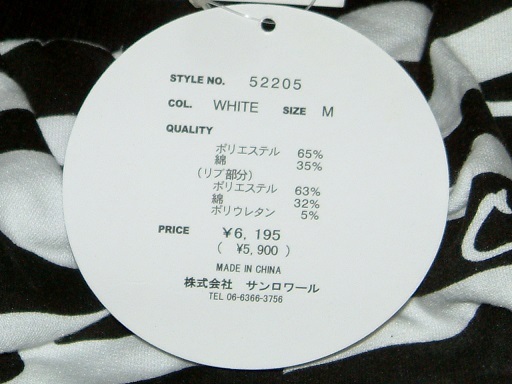 STYLE NO. 52205
COL. WHITE SIZE M
QUALITY
ポリエステル 65%
綿 35%
(リブ部分)
ポリエステル 63%
綿 32%
ポリウレタン 5%
PRICE ¥6,195
( ¥5,900 )
MADE IN CHINA
株式会社 サンロワール
TEL 06-6366-3756